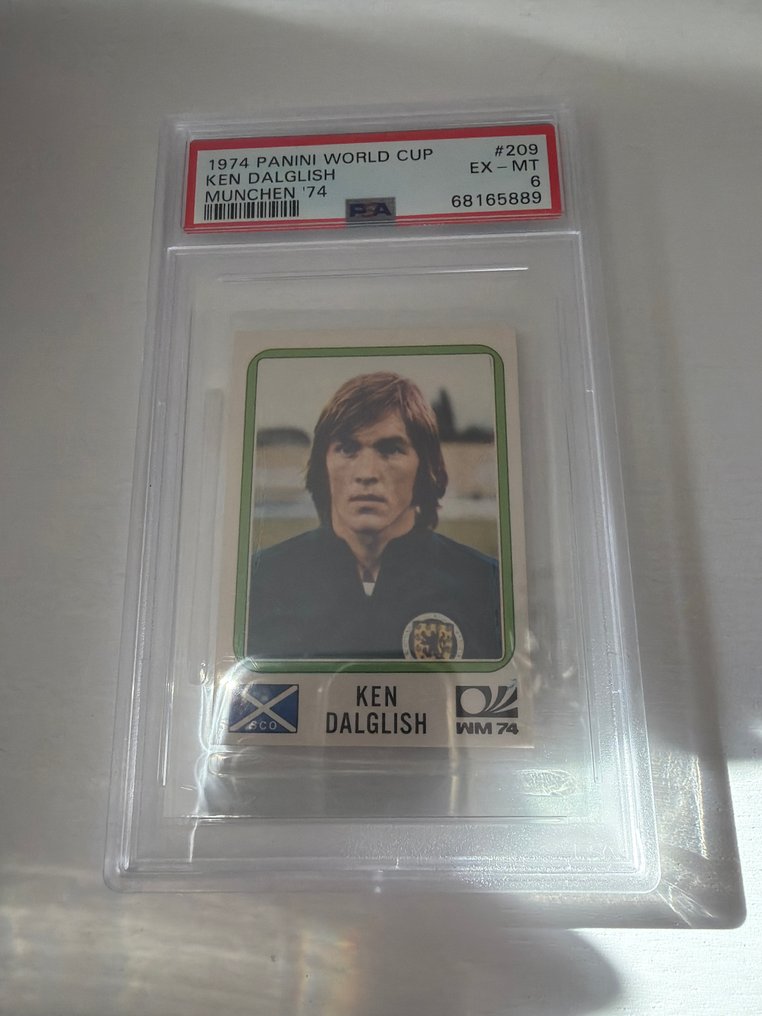 1974 PANINI WORLD CUP #209
KEN DALGLISH EX - MT
MUNCHEN '74 6
PSA 68165889
SCO
KEN
DALGLISH
WM 74